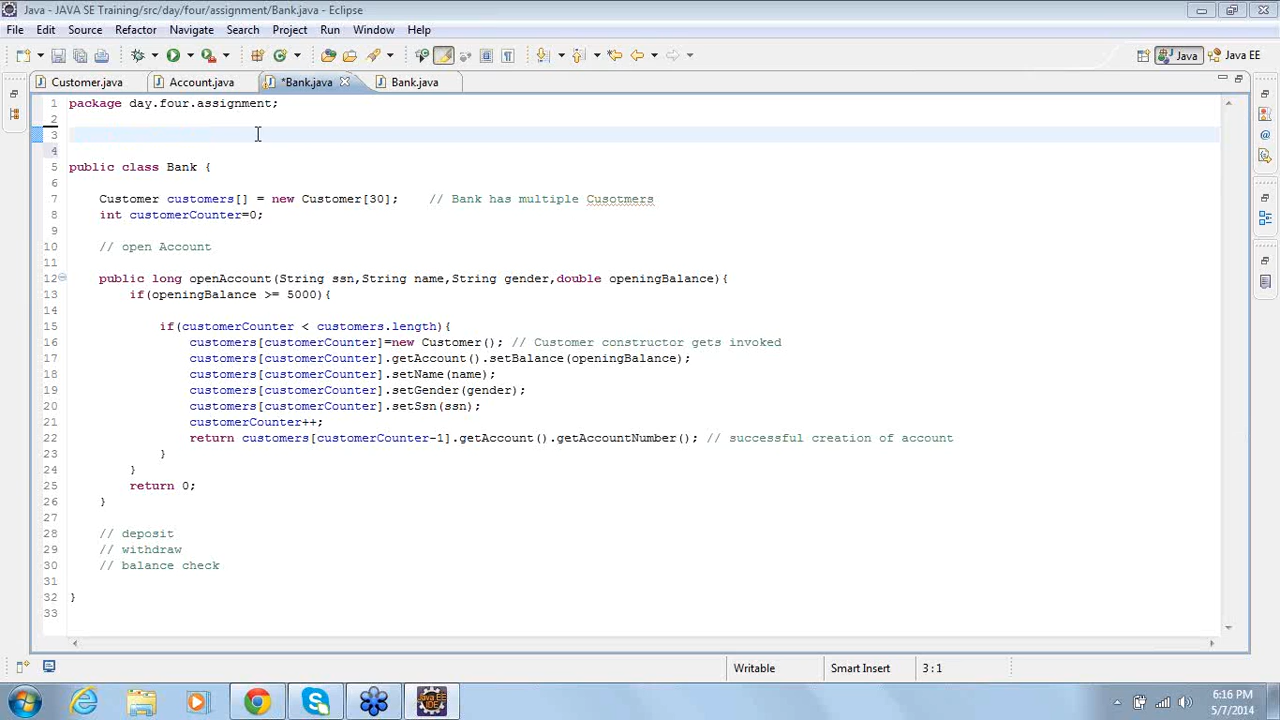 Java - JAVA SE Training/src/day/four/assignment/Bank.java - Eclipse
File Edit Source Refactor Navigate Search Project Run Window Help
Java Java EE
Customer.java Account.java *Bank.java Bank.java
1 package day.four.assignment;
2
3
4
5 public class Bank {
6
7 Customer customers[] = new Customer[30]; // Bank has multiple Cusotmers
8 int customerCounter=0;
9
10 // open Account
11
12 public long openAccount(String ssn,String name,String gender,double openingBalance){
13 if(openingBalance >= 5000){
14
15 if(customerCounter < customers.length){
16 customers[customerCounter]=new Customer(); // Customer constructor gets invoked
17 customers[customerCounter].getAccount().setBalance(openingBalance);
18 customers[customerCounter].setName(name);
19 customers[customerCounter].setGender(gender);
20 customers[customerCounter].setSsn(ssn);
21 customerCounter++;
22 return customers[customerCounter-1].getAccount().getAccountNumber(); // successful creation of account
23 }
24 }
25 return 0;
26 }
27
28 // deposit
29 // withdraw
30 // balance check
31
32 }
33
Writable Smart Insert 3 : 1
Java EE
IDE
6:16 PM
5/7/2014